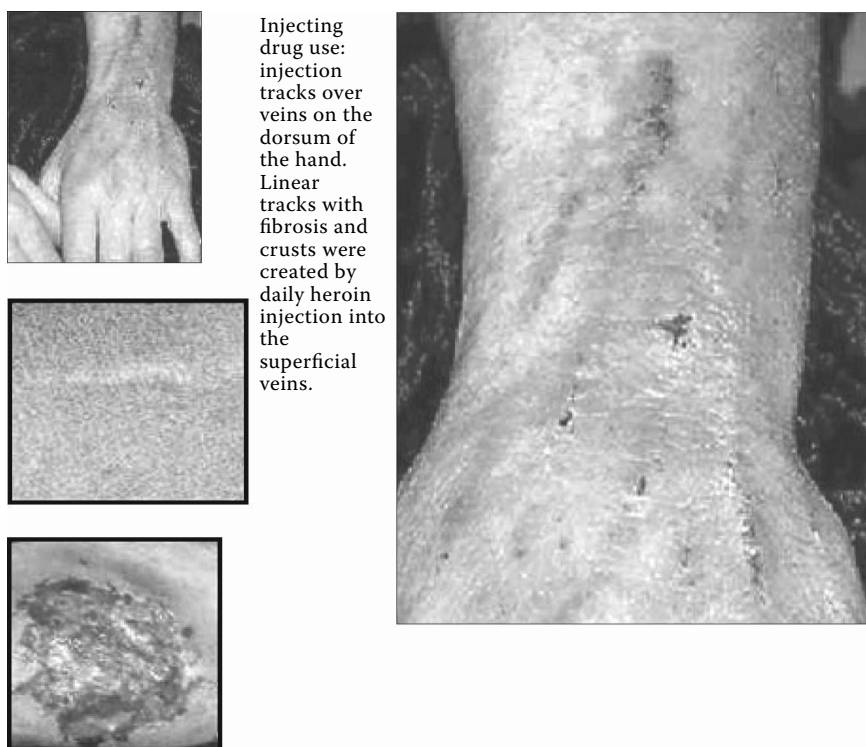 Injecting
drug use:
injection
tracks over
veins on the
dorsum of
the hand.
Linear
tracks with
fibrosis and
crusts were
created by
daily heroin
injection into
the
superficial
veins.